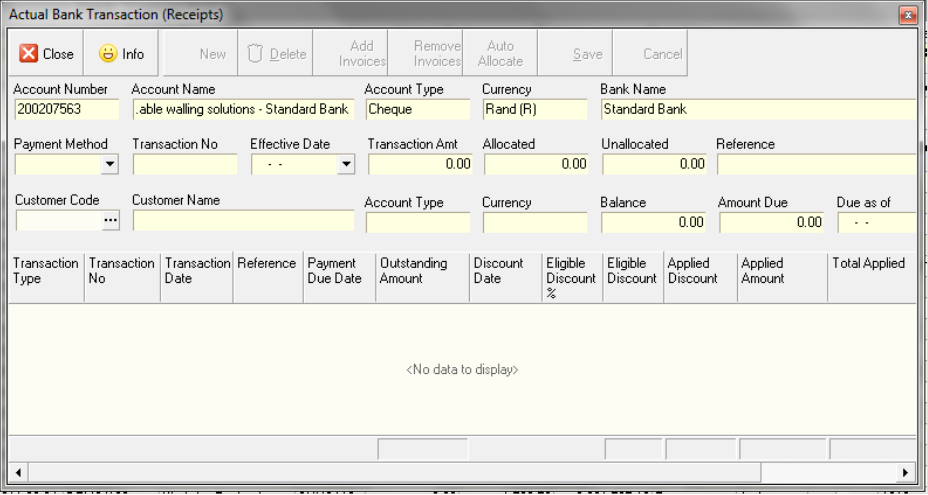 Actual Bank Transaction (Receipts)
Close Info New Delete Add Invoices Remove Invoices Auto Allocate Save Cancel
Account Number Account Name Account Type Currency Bank Name
200207563 .able walling solutions - Standard Bank Cheque Rand (R) Standard Bank
Payment Method Transaction No Effective Date Transaction Amt Allocated Unallocated Reference
- - 0.00 0.00 0.00
Customer Code Customer Name Account Type Currency Balance Amount Due Due as of
... 0.00 0.00 - -
Transaction Type Transaction No Transaction Date Reference Payment Due Date Outstanding Amount Discount Date Eligible Discount % Eligible Discount Applied Discount Applied Amount Total Applied
<No data to display>